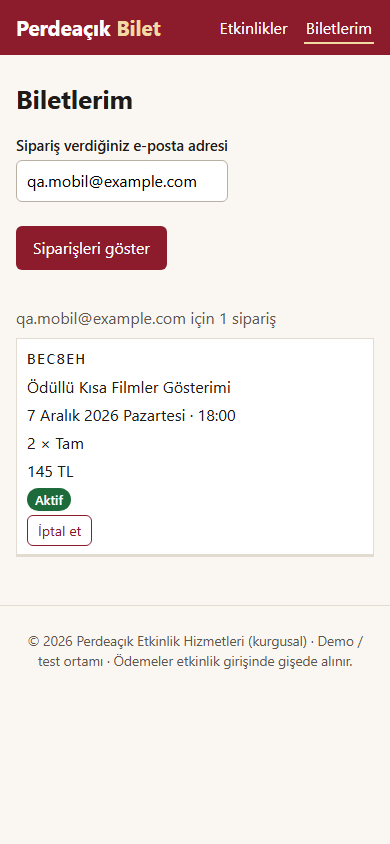 Perdeaçık Bilet
Etkinlikler
Biletlerim
Biletlerim
Sipariş verdiğiniz e-posta adresi
qa.mobil@example.com
Siparişleri göster
qa.mobil@example.com için 1 sipariş
BEC8EH
Ödüllü Kısa Filmler Gösterimi
7 Aralık 2026 Pazartesi · 18:00
2 × Tam
145 TL
Aktif
İptal et
© 2026 Perdeaçık Etkinlik Hizmetleri (kurgusal) · Demo /
test ortamı · Ödemeler etkinlik girişinde gişede alınır.